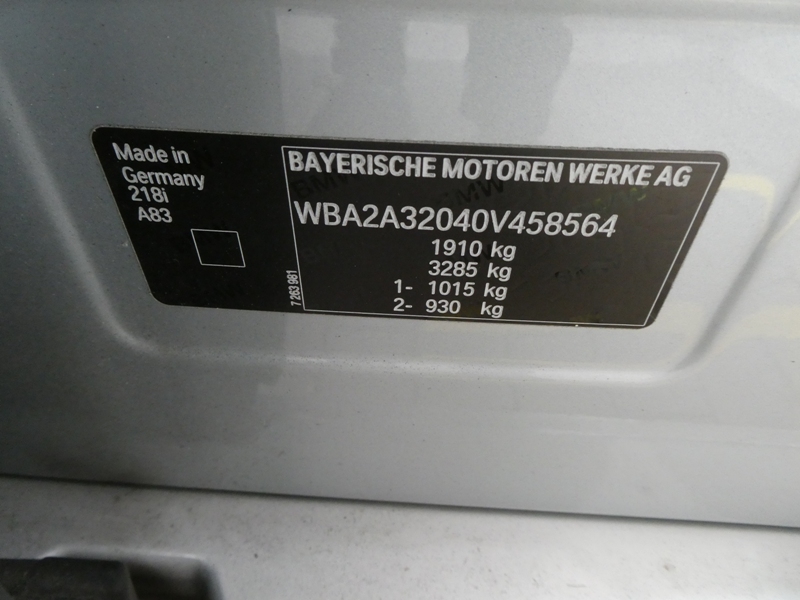 Made in
Germany
218i
A83
BAYERISCHE MOTOREN WERKE AG
WBA2A32040V458564
1910 kg
3285 kg
1- 1015 kg
2- 930 kg
7 263 981